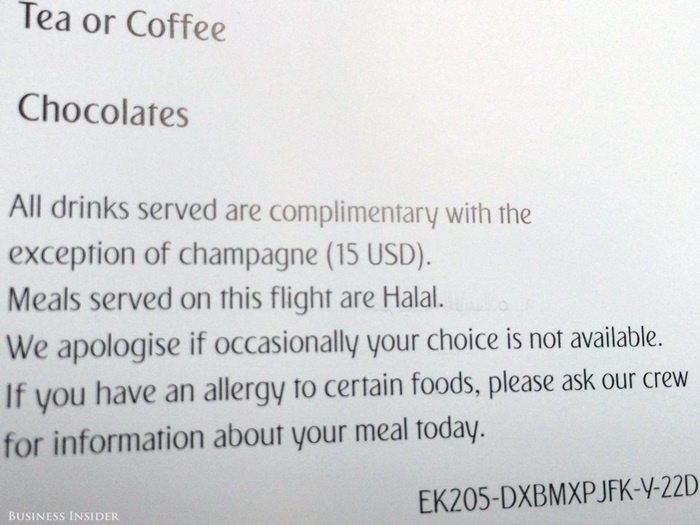 Tea or Coffee
Chocolates
All drinks served are complimentary with the
exception of champagne (15 USD).
Meals served on this flight are Halal.
We apologise if occasionally your choice is not available.
If you have an allergy to certain foods, please ask our crew
for information about your meal today.
EK205-DXBMXPJFK-Y-22D
BUSINESS INSIDER